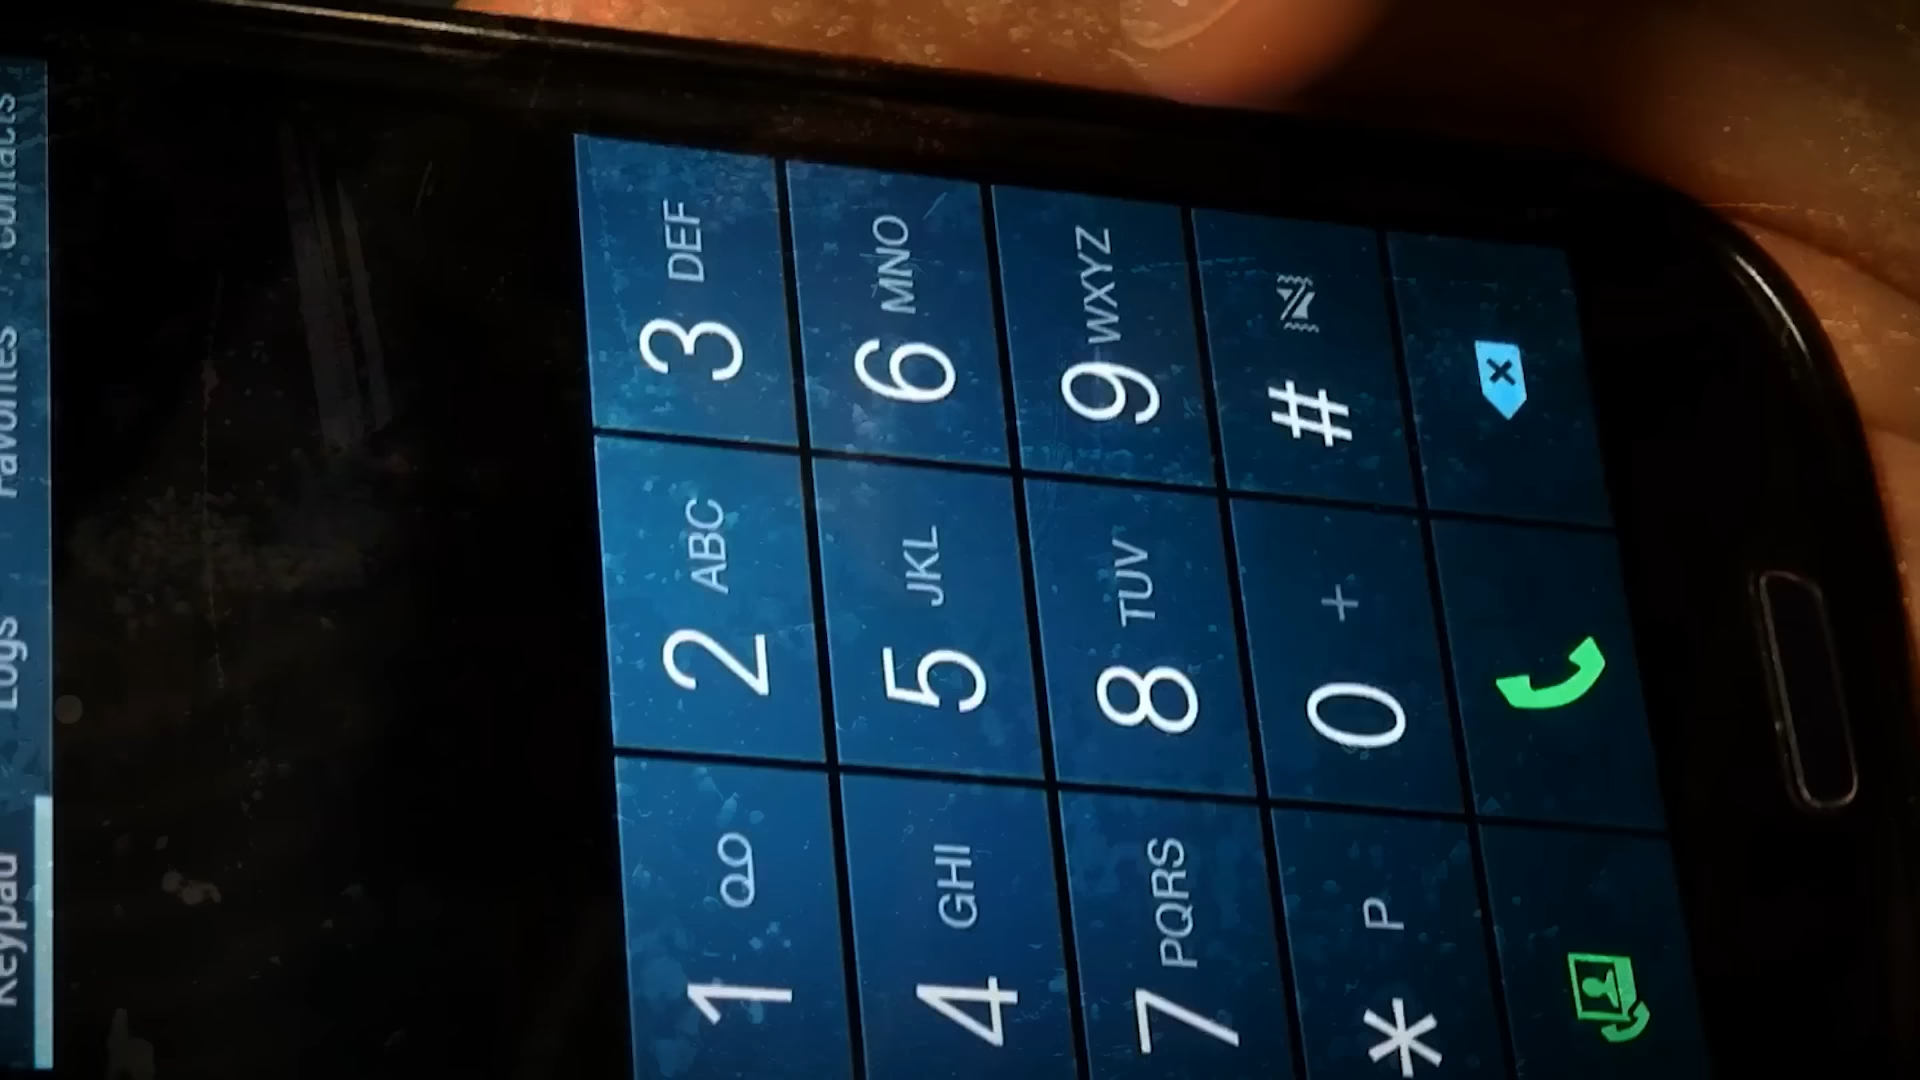 Keypad Logs Favorites Contacts
1 2 ABC 3 DEF
4 GHI 5 JKL 6 MNO
7 PQRS 8 TUV 9 WXYZ
* P 0 + #